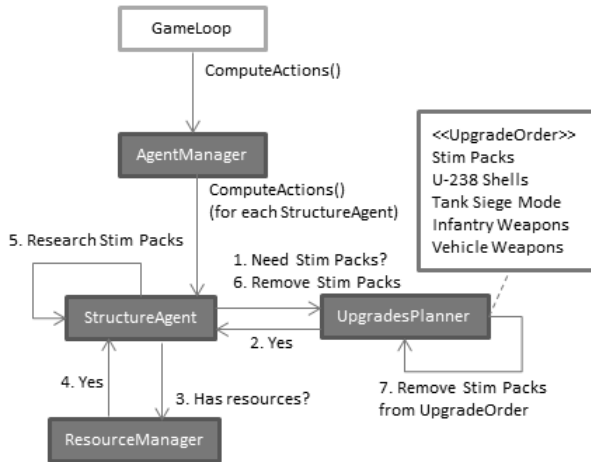 GameLoop
ComputeActions()
AgentManager
<<UpgradeOrder>>
Stim Packs
U-238 Shells
Tank Siege Mode
Infantry Weapons
Vehicle Weapons
ComputeActions()
(for each StructureAgent)
5. Research Stim Packs
1. Need Stim Packs?
6. Remove Stim Packs
StructureAgent
UpgradesPlanner
2. Yes
4. Yes
3. Has resources?
7. Remove Stim Packs
from UpgradeOrder
ResourceManager